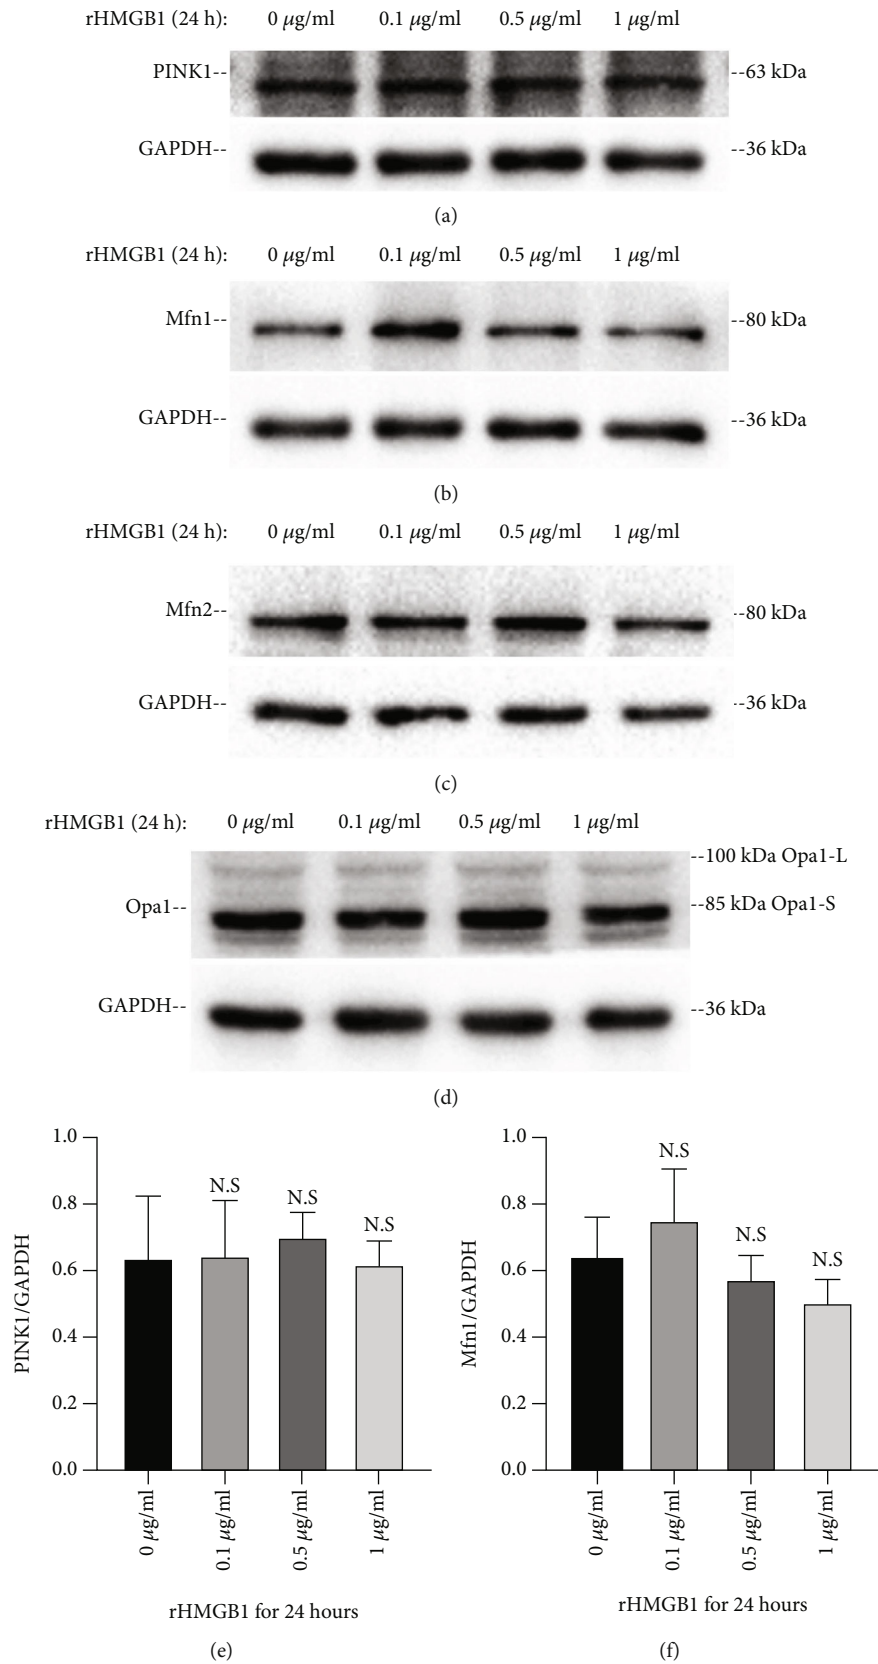 rHMGB1 (24 h): 0 μg/ml 0.1 μg/ml 0.5 μg/ml 1 μg/ml
PINK1-- --63 kDa
GAPDH-- --36 kDa
(a)
rHMGB1 (24 h): 0 μg/ml 0.1 μg/ml 0.5 μg/ml 1 μg/ml
Mfn1-- --80 kDa
GAPDH-- --36 kDa
(b)
rHMGB1 (24 h): 0 μg/ml 0.1 μg/ml 0.5 μg/ml 1 μg/ml
Mfn2-- --80 kDa
GAPDH-- --36 kDa
(c)
rHMGB1 (24 h): 0 μg/ml 0.1 μg/ml 0.5 μg/ml 1 μg/ml
--100 kDa Opa1-L
Opa1-- --85 kDa Opa1-S
GAPDH-- --36 kDa
(d)
PINK1/GAPDH
1.0
0.8
0.6
0.4
0.2
0.0
N.S
N.S
N.S
0 μg/ml
0.1 μg/ml
0.5 μg/ml
1 μg/ml
rHMGB1 for 24 hours
(e)
Mfn1/GAPDH
1.0
0.8
0.6
0.4
0.2
0.0
N.S
N.S
N.S
0 μg/ml
0.1 μg/ml
0.5 μg/ml
1 μg/ml
rHMGB1 for 24 hours
(f)